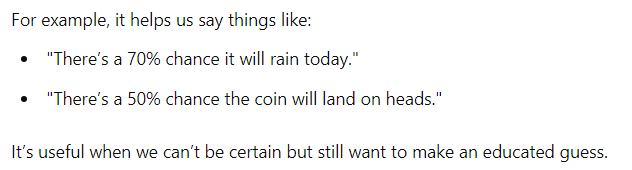 For example, it helps us say things like:
• "There’s a 70% chance it will rain today."
• "There’s a 50% chance the coin will land on heads."
It’s useful when we can’t be certain but still want to make an educated guess.